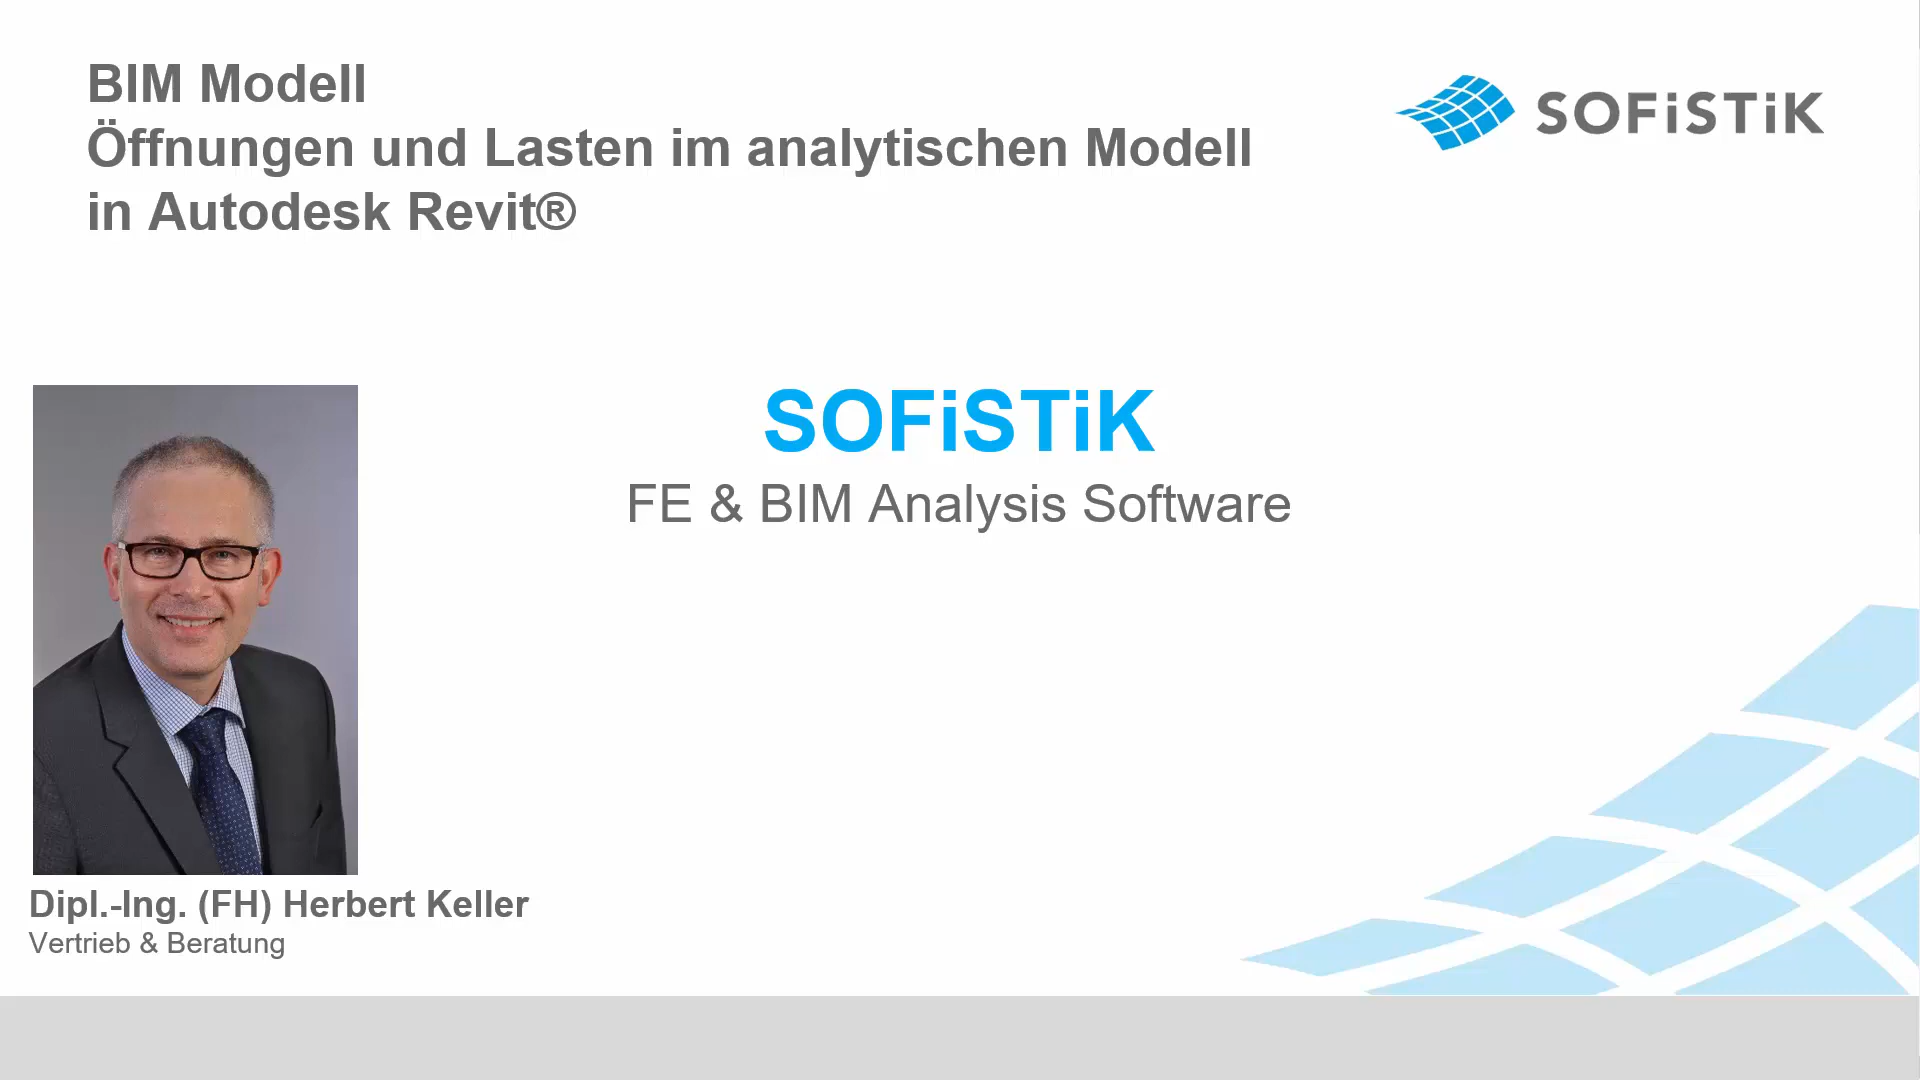 BIM Modell
Öffnungen und Lasten im analytischen Modell
in Autodesk Revit®
SOFiSTiK
SOFiSTiK
FE & BIM Analysis Software
Dipl.-Ing. (FH) Herbert Keller
Vertrieb & Beratung